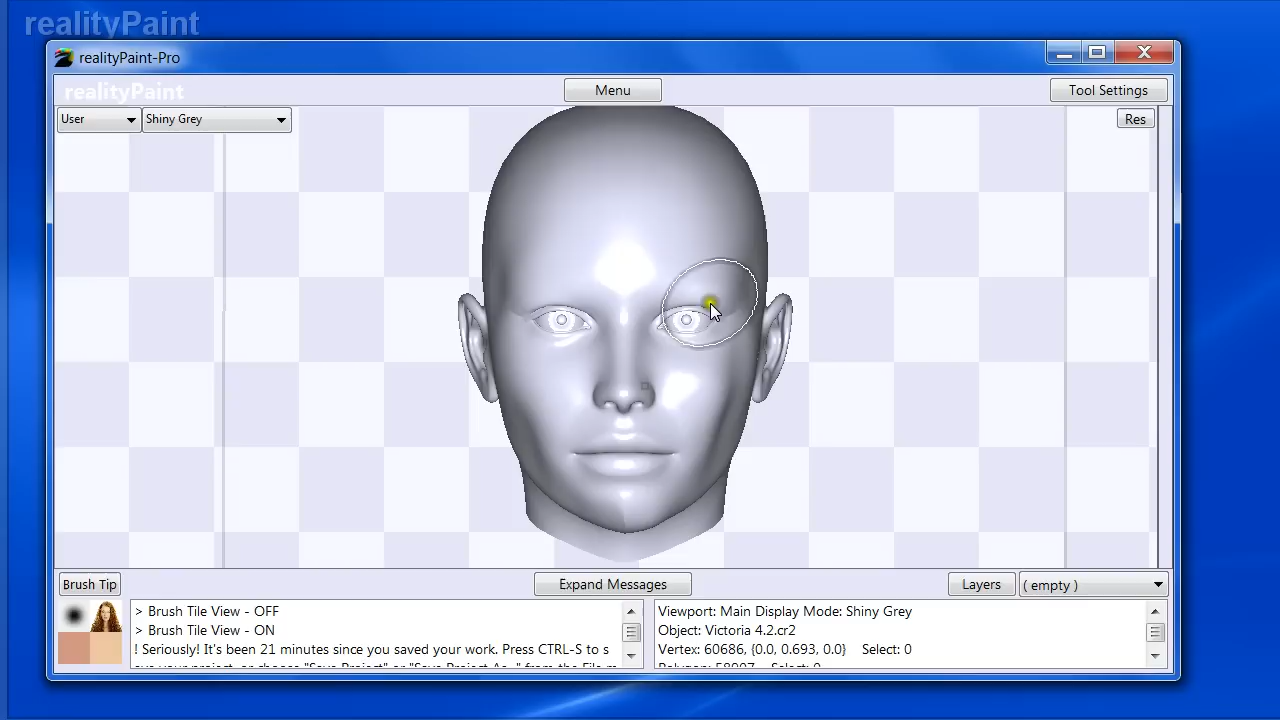 realityPaint
realityPaint-Pro
realityPaint
Menu
Tool Settings
User
Shiny Grey
Res
Brush Tip
Expand Messages
Layers
( empty )
> Brush Tile View - OFF
> Brush Tile View - ON
! Seriously! It's been 21 minutes since you saved your work. Press CTRL-S to s
Viewport: Main Display Mode: Shiny Grey
Object: Victoria 4.2.cr2
Vertex: 60686, {0.0, 0.693, 0.0} Select: 0